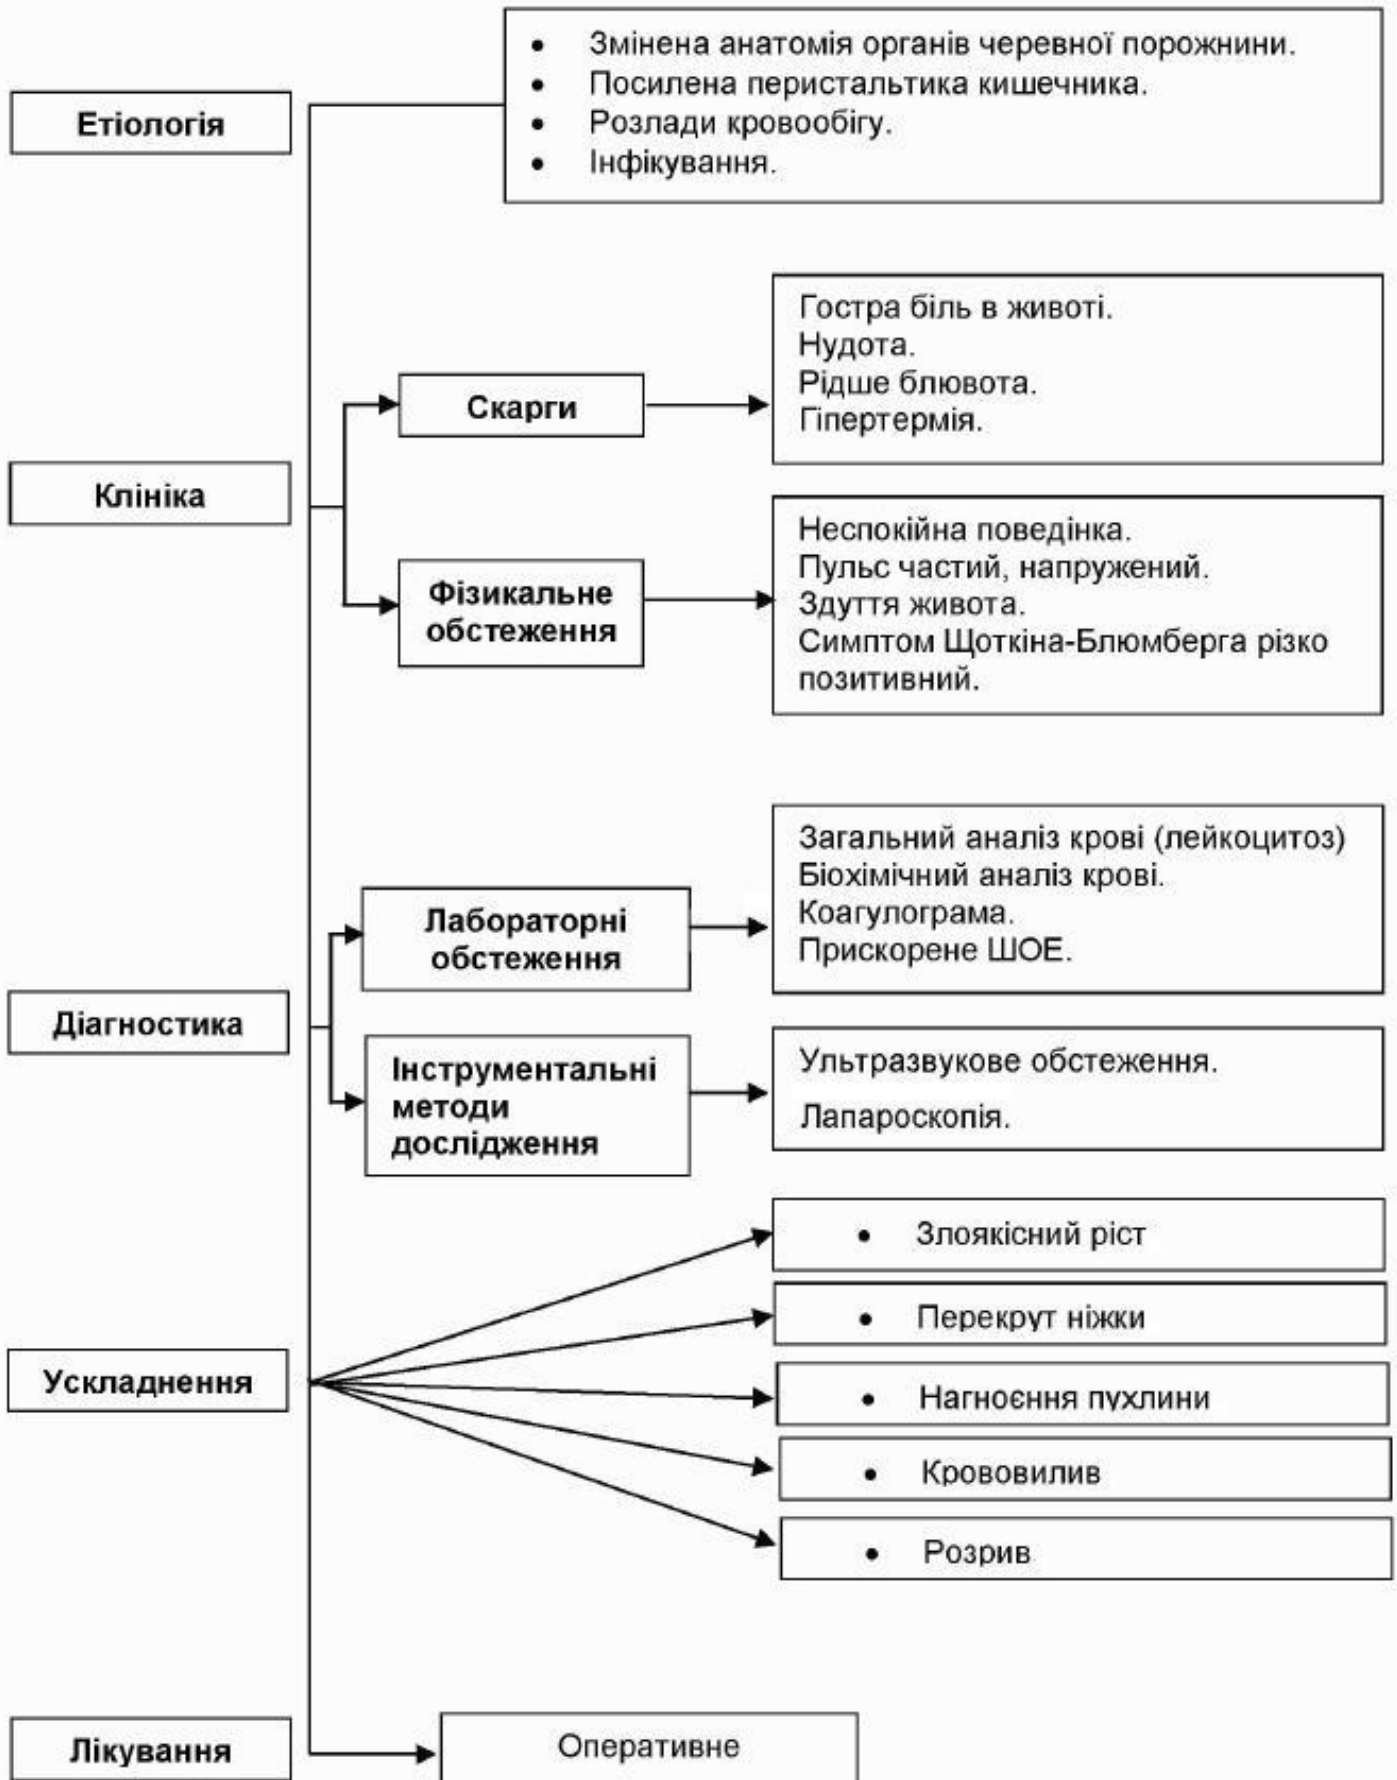 Етіологія
• Змінена анатомія органів черевної порожнини.
• Посилена перистальтика кишечника.
• Розлади кровообігу.
• Інфікування.
Клініка
Скарги
Гостра біль в животі.
Нудота.
Рідше блювота.
Гіпертермія.
Фізикальне
обстеження
Неспокійна поведінка.
Пульс частий, напружений.
Здуття живота.
Симптом Щоткіна-Блюмберга різко
позитивний.
Діагностика
Лабораторні
обстеження
Загальний аналіз крові (лейкоцитоз)
Біохімічний аналіз крові.
Коагулограма.
Прискорене ШОЕ.
Інструментальні
методи
дослідження
Ультразвукове обстеження.
Лапароскопія.
Ускладнення
• Злоякісний ріст
• Перекрут ніжки
• Нагноєння пухлини
• Крововилив
• Розрив
Лікування
Оперативне